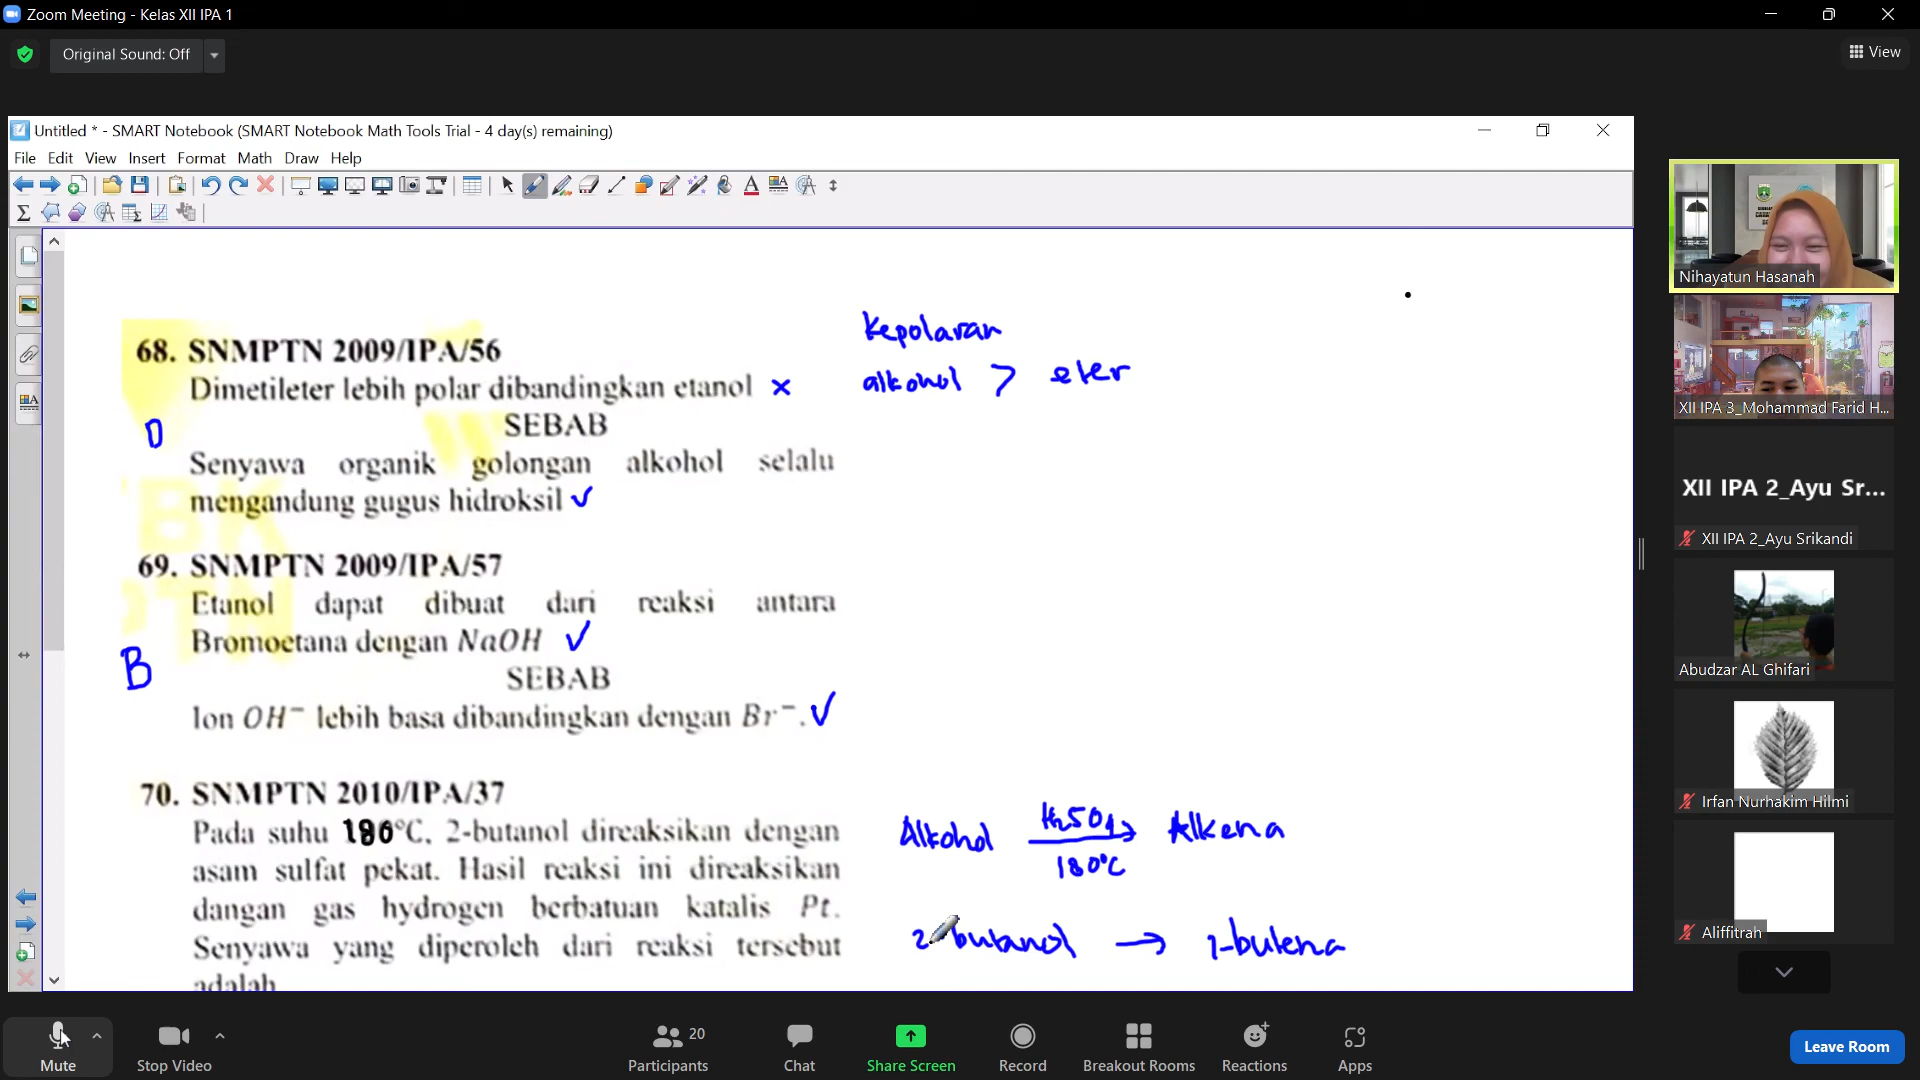 Zoom Meeting - Kelas XII IPA 1
Original Sound: Off
View
Untitled * - SMART Notebook (SMART Notebook Math Tools Trial - 4 day(s) remaining)
File Edit View Insert Format Math Draw Help
Kepolaran
alkohol > eter
68. SNMPTN 2009/IPA/56
Dimetileter lebih polar dibandingkan etanol ×
SEBAB
D
Senyawa organik golongan alkohol selalu
mengandung gugus hidroksil ✓
69. SNMPTN 2009/IPA/57
Etanol dapat dibuat dari reaksi antara
Bromoetana dengan NaOH ✓
B
SEBAB
Ion OH⁻ lebih basa dibandingkan dengan Br⁻. ✓
70. SNMPTN 2010/IPA/37
Pada suhu 180°C, 2-butanol direaksikan dengan
asam sulfat pekat. Hasil reaksi ini direaksikan
dangan gas hydrogen berbatuan katalis Pt.
Senyawa yang diperoleh dari reaksi tersebut
adalah
Alkohol H₂SO₄ → Alkena
180°C
2 butanol → 1-butena
Nihayatun Hasanah
XII IPA 3_Mohammad Farid H...
XII IPA 2_Ayu Sr...
XII IPA 2_Ayu Srikandi
Abudzar AL Ghifari
Irfan Nurhakim Hilmi
Aliffitrah
Mute
Stop Video
Participants 20
Chat
Share Screen
Record
Breakout Rooms
Reactions
Apps
Leave Room